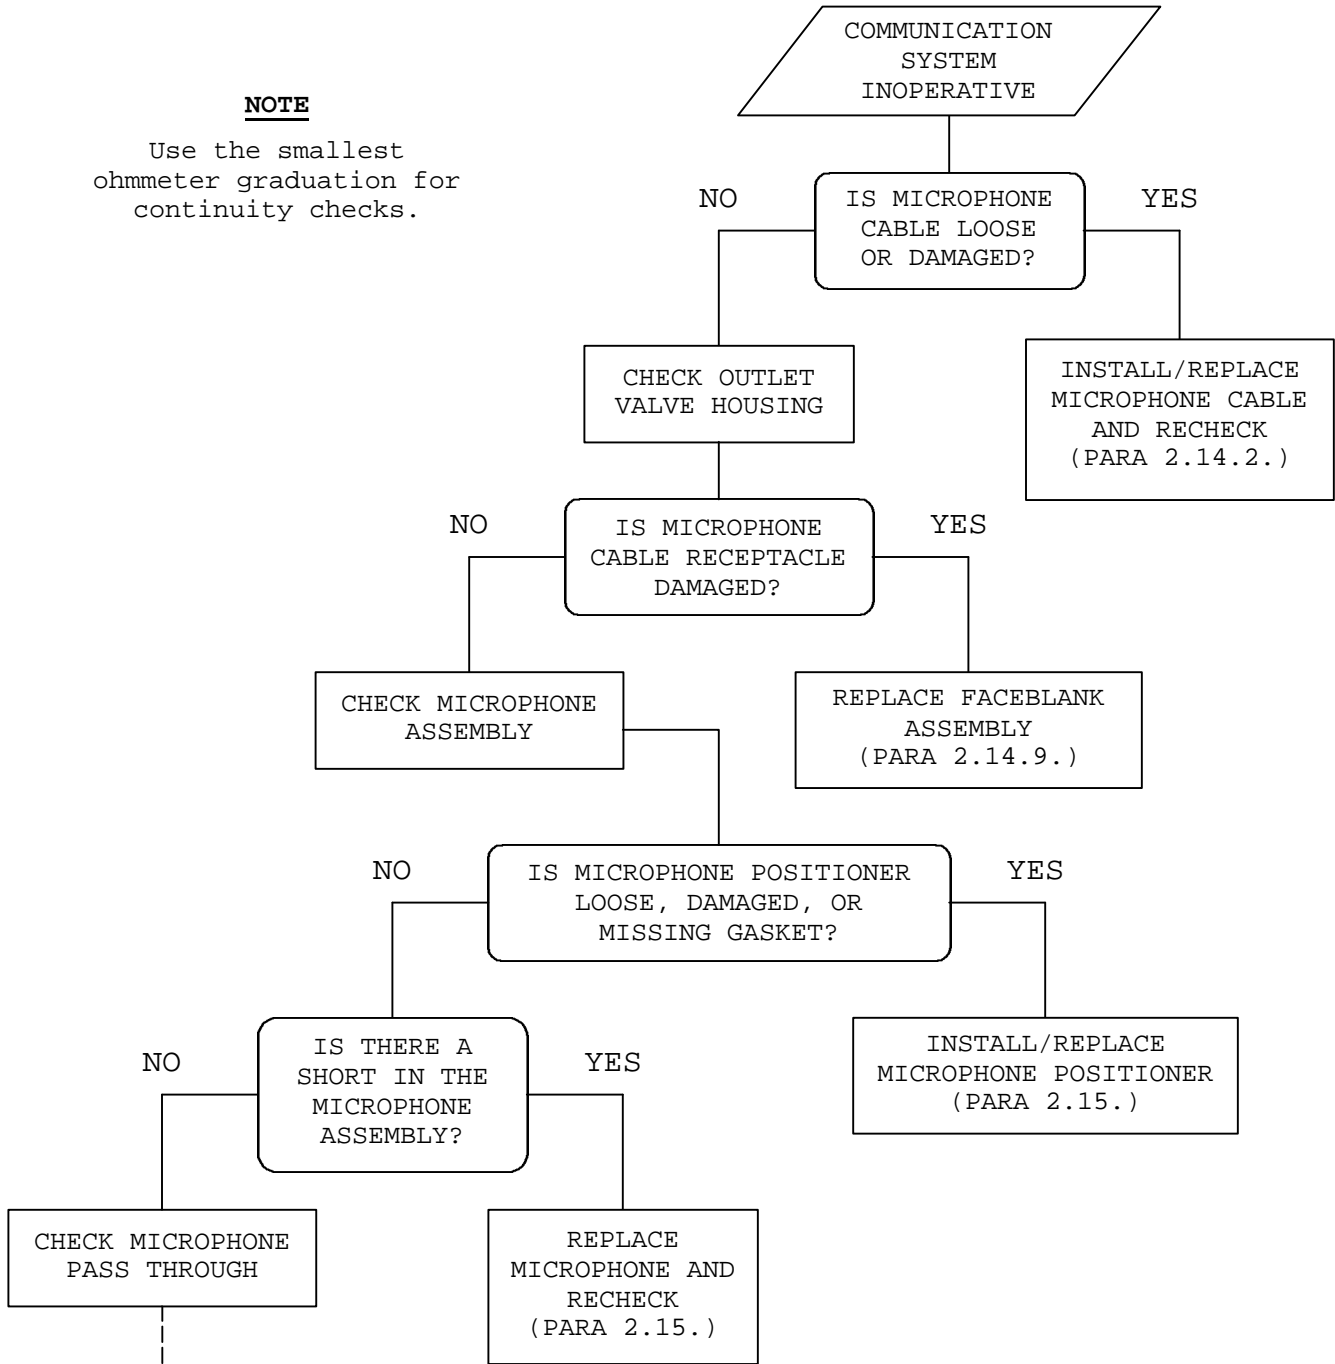 COMMUNICATION
SYSTEM
INOPERATIVE
NOTE
Use the smallest
ohmmeter graduation for
continuity checks.
NO
IS MICROPHONE
CABLE LOOSE
OR DAMAGED?
YES
CHECK OUTLET
VALVE HOUSING
INSTALL/REPLACE
MICROPHONE CABLE
AND RECHECK
(PARA 2.14.2.)
NO
IS MICROPHONE
CABLE RECEPTACLE
DAMAGED?
YES
CHECK MICROPHONE
ASSEMBLY
REPLACE FACEBLANK
ASSEMBLY
(PARA 2.14.9.)
NO
IS MICROPHONE POSITIONER
LOOSE, DAMAGED, OR
MISSING GASKET?
YES
NO
IS THERE A
SHORT IN THE
MICROPHONE
ASSEMBLY?
YES
INSTALL/REPLACE
MICROPHONE POSITIONER
(PARA 2.15.)
CHECK MICROPHONE
PASS THROUGH
REPLACE
MICROPHONE AND
RECHECK
(PARA 2.15.)